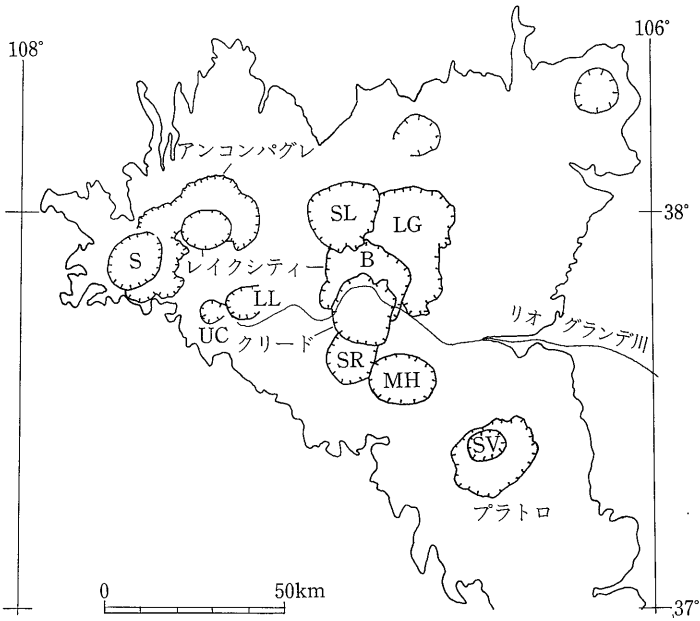 108°
106°
アンコンパグレ
SL
LG
38°
S
レイクシティー
B
LL
UC
クリード
リオ グランデ川
SR
MH
SV
プラトロ
0 50km
37°